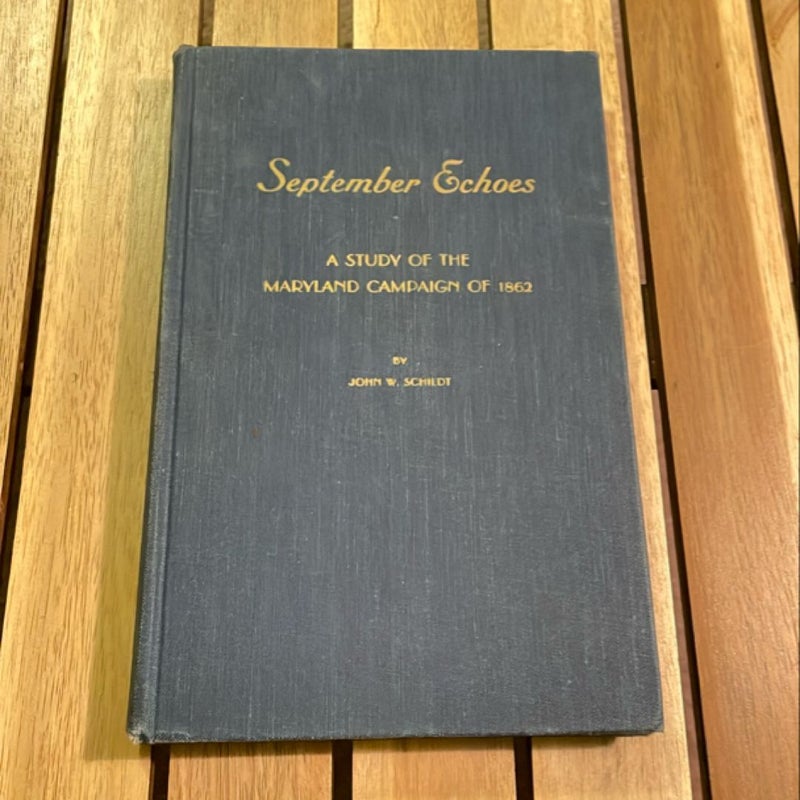 September Echoes
A STUDY OF THE
MARYLAND CAMPAIGN OF 1862
BY
JOHN W. SCHILDT